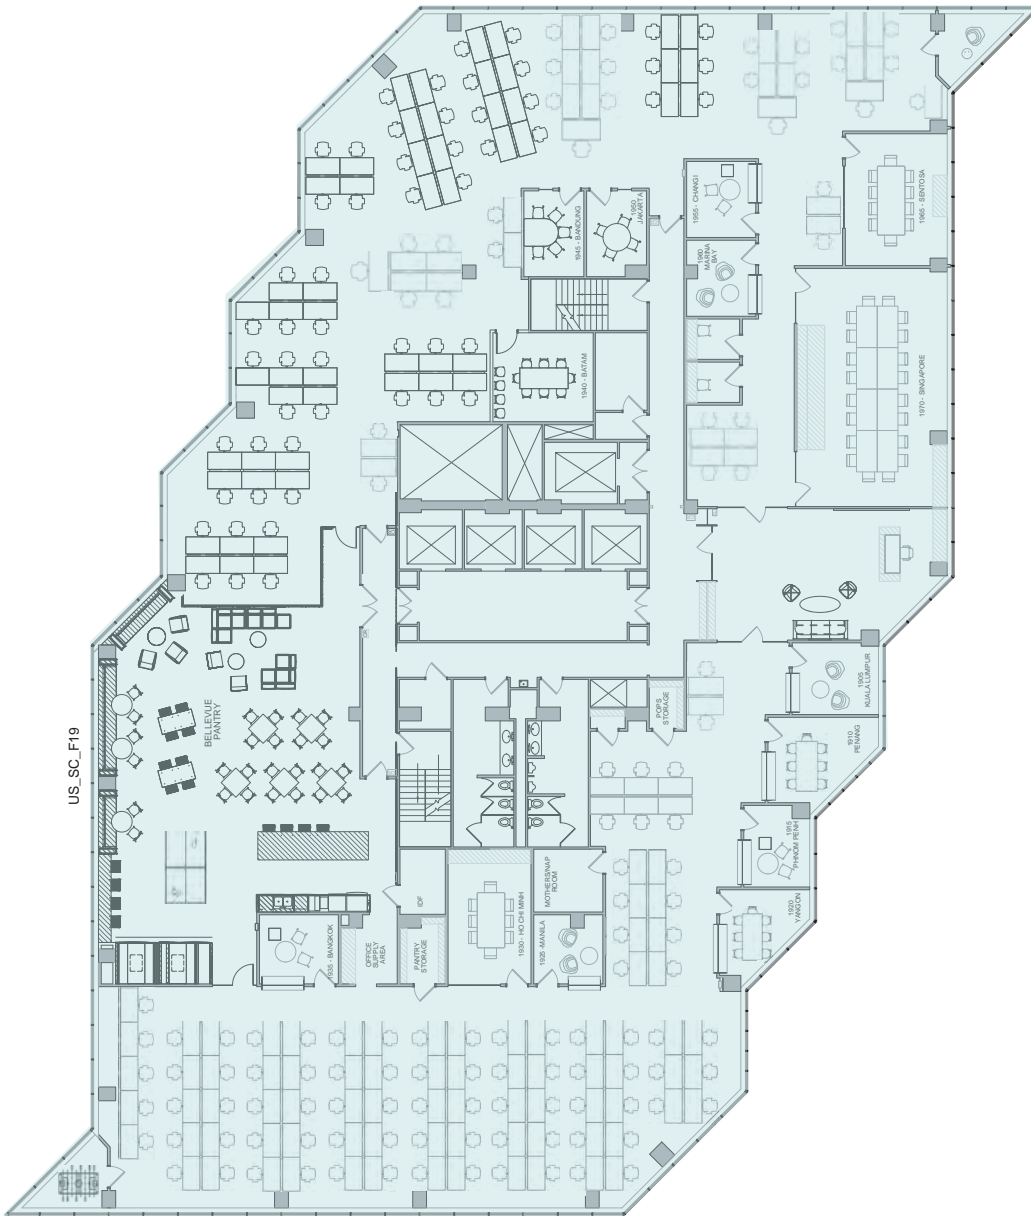 1955 - CHANGI
1965 - SENTOSA
1945 - BANDUNG
1950
JAKARTA
1960
MARINA
BAY
1940 - BATAM
1970 - SINGAPORE
US_SC_F19
BELLEVUE
PANTRY
POPS
STORAGE
1905
KUALA LUMPUR
1910
PENANG
1915
PHNOM PENH
1920
YANGON
IDF
MOTHERS/NAP
ROOM
1935 - BANGKOK
OFFICE
SUPPLY
AREA
PANTRY
STORAGE
1930 - HO CHI MINH
1925 -MANILA